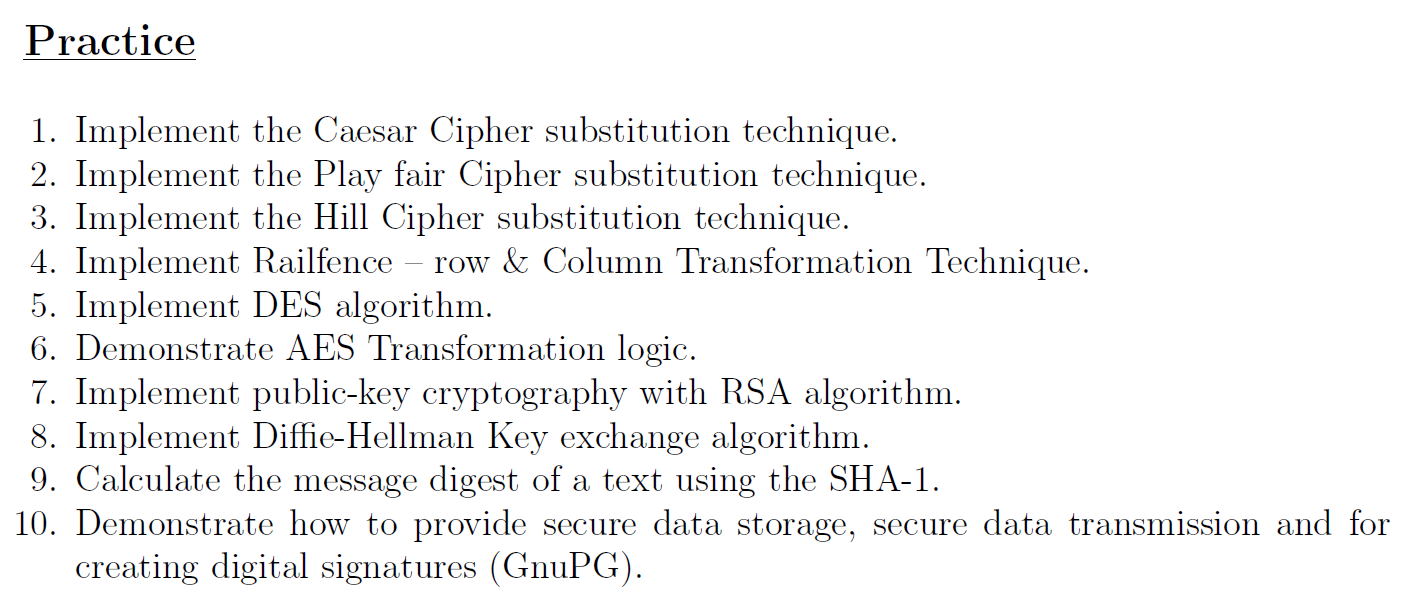 Practice
1. Implement the Caesar Cipher substitution technique.
2. Implement the Play fair Cipher substitution technique.
3. Implement the Hill Cipher substitution technique.
4. Implement Railfence – row & Column Transformation Technique.
5. Implement DES algorithm.
6. Demonstrate AES Transformation logic.
7. Implement public-key cryptography with RSA algorithm.
8. Implement Diffie-Hellman Key exchange algorithm.
9. Calculate the message digest of a text using the SHA-1.
10. Demonstrate how to provide secure data storage, secure data transmission and for
creating digital signatures (GnuPG).